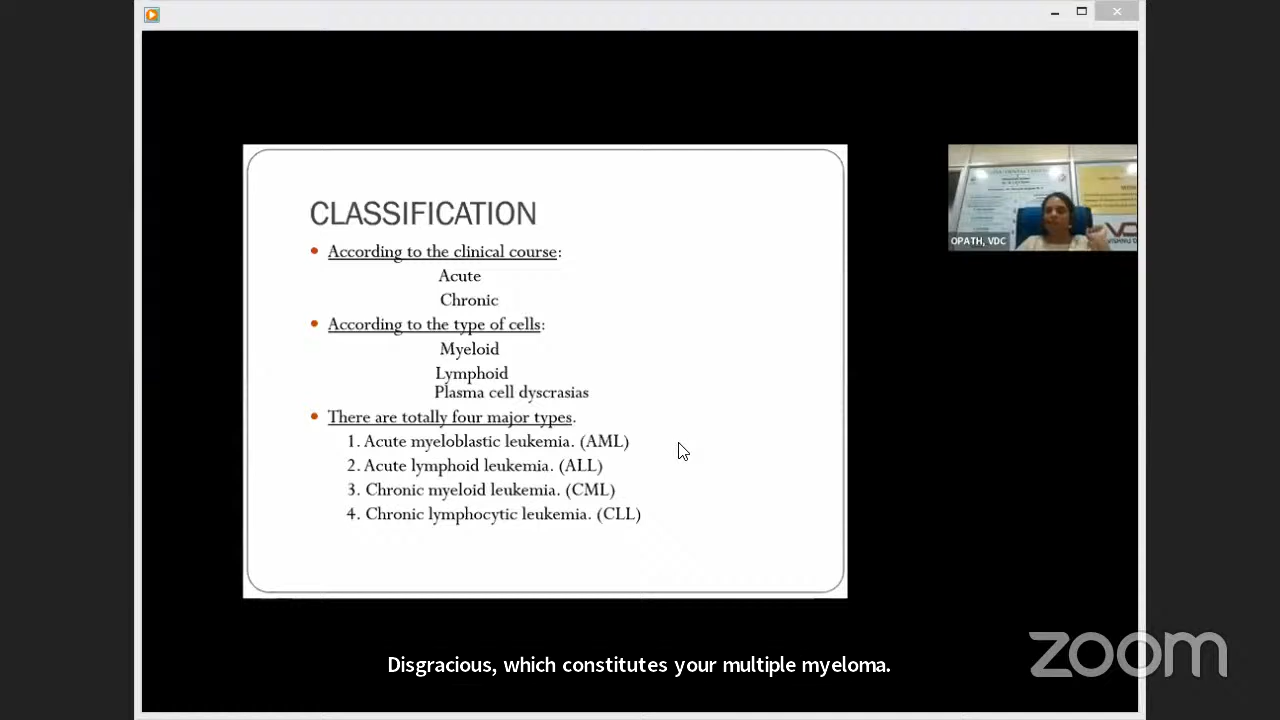 CLASSIFICATION
• According to the clinical course:
Acute
Chronic
• According to the type of cells:
Myeloid
Lymphoid
Plasma cell dyscrasias
• There are totally four major types.
1. Acute myeloblastic leukemia. (AML)
2. Acute lymphoid leukemia. (ALL)
3. Chronic myeloid leukemia. (CML)
4. Chronic lymphocytic leukemia. (CLL)
OPATH, VDC
Disgracious, which constitutes your multiple myeloma.
zoom